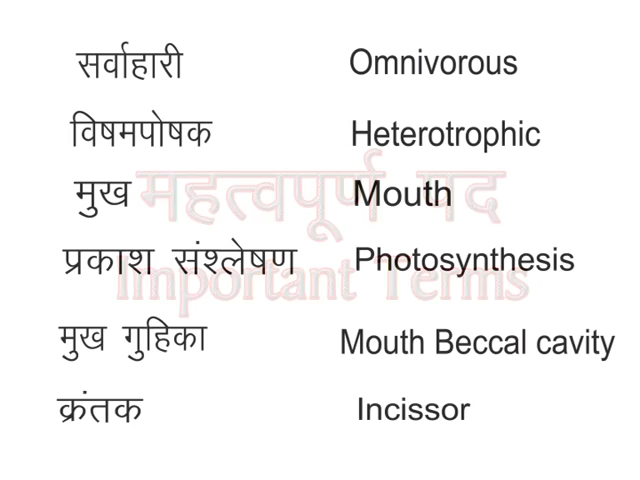 सर्वाहारी Omnivorous
विषमपोषक Heterotrophic
मुख Mouth
महत्वपूर्ण पद
प्रकाश संश्लेषण Photosynthesis
Important Terms
मुख गुहिका Mouth Beccal cavity
क्रंतक Incissor